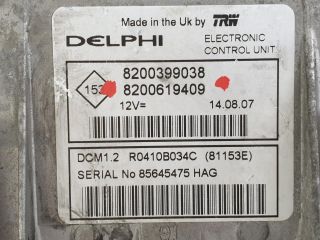 Made in the Uk by TRW
DELPHI ELECTRONIC
CONTROL UNIT
8200399038
8200619409
12V= 14.08.07
DCM1.2 R0410B034C (81153E)
SERIAL No 85645475 HAG